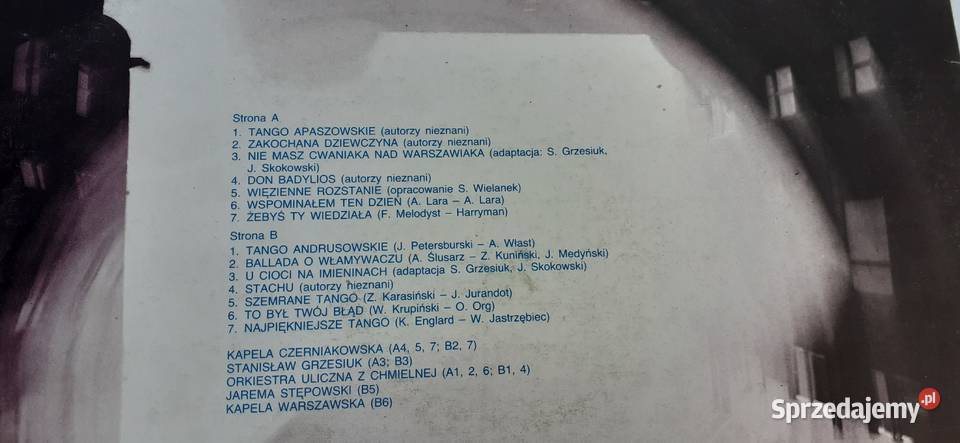 Strona A
1. TANGO APASZOWSKIE (autorzy nieznani)
2. ZAKOCHANA DZIEWCZYNA (autorzy nieznani)
3. NIE MASZ CWANIAKA NAD WARSZAWIAKA (adaptacja: S. Grzesiuk,
J. Skokowski)
4. DON BADYLIOS (autorzy nieznani)
5. WIĘZIENNE ROZSTANIE (opracowanie S. Wielanek)
6. WSPOMINAŁEM TEN DZIEŃ (A. Lara – A. Lara)
7. ŻEBYŚ TY WIEDZIAŁA (F. Melodyst – Harryman)
Strona B
1. TANGO ANDRUSOWSKIE (J. Petersburski – A. Włast)
2. BALLADA O WŁAMYWACZU (A. Ślusarz – Z. Kuniński, J. Medyński)
3. U CIOCI NA IMIENINACH (adaptacja S. Grzesiuk, J. Skokowski)
4. STACHU (autorzy nieznani)
5. SZEMRANE TANGO (Z. Karasiński – J. Jurandot)
6. TO BYŁ TWÓJ BŁĄD (W. Krupiński – O. Org)
7. NAJPIĘKNIEJSZE TANGO (K. Englard – W. Jastrzębiec)
KAPELA CZERNIAKOWSKA (A4, 5, 7; B2, 7)
STANISŁAW GRZESIUK (A3; B3)
ORKIESTRA ULICZNA Z CHMIELNEJ (A1, 2, 6; B1, 4)
JAREMA STĘPOWSKI (B5)
KAPELA WARSZAWSKA (B6)
Sprzedajemy.pl